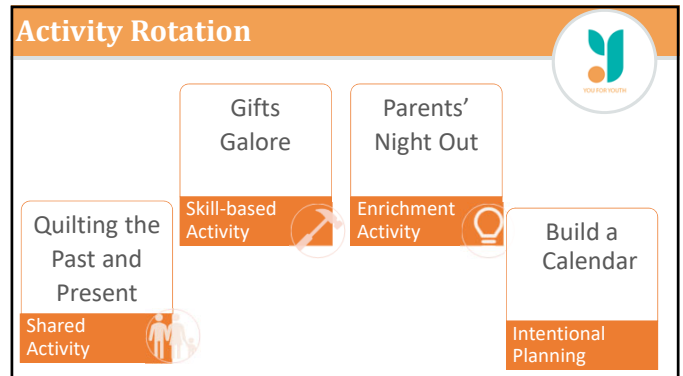 Activity Rotation
YOU FOR YOUTH
Quilting the
Past and
Present
Shared
Activity
Gifts
Galore
Skill-based
Activity
Parents’
Night Out
Enrichment
Activity
Build a
Calendar
Intentional
Planning